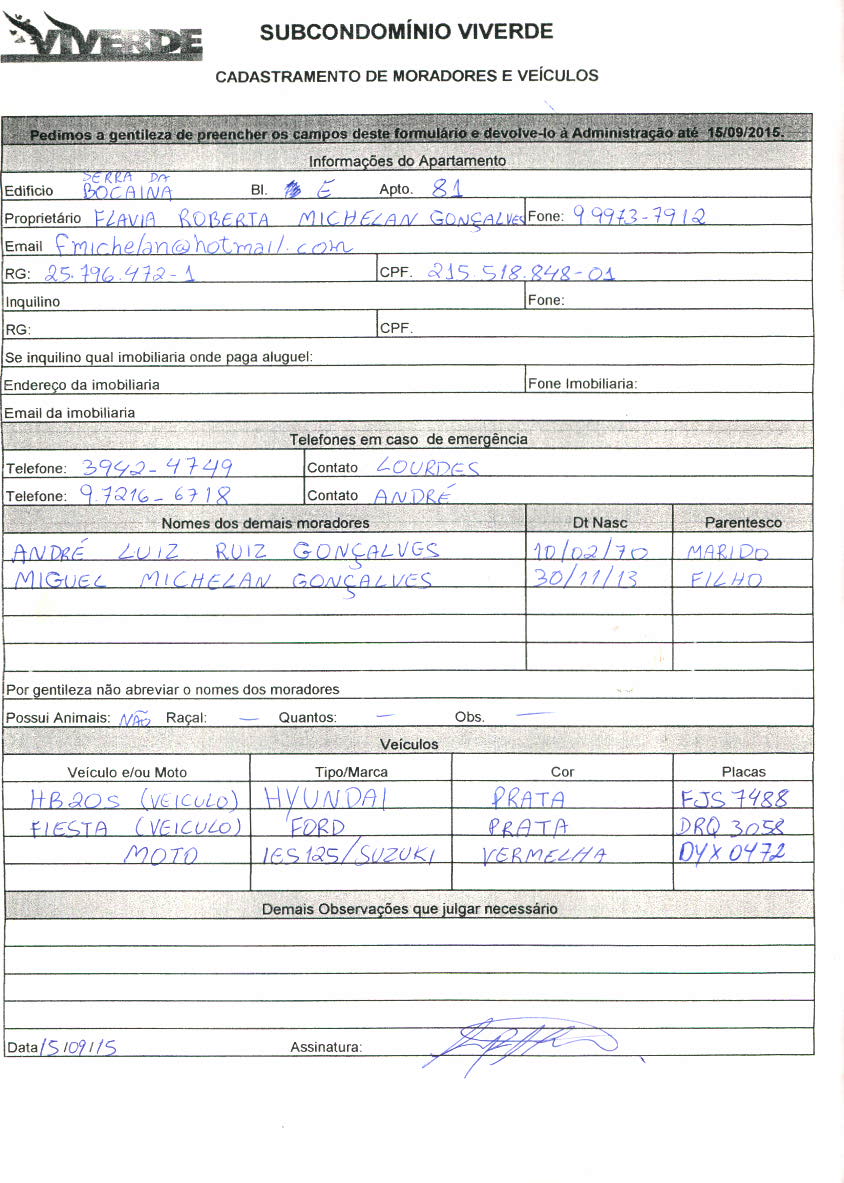 VIVERDE
SUBCONDOMÍNIO VIVERDE
CADASTRAMENTO DE MORADORES E VEÍCULOS
Pedimos a gentileza de preencher os campos deste formulário e devolve-lo à Administração até 15/09/2015.
Informações do Apartamento
Edificio SERRA DA BOCAINA Bl. E Apto. 81
Proprietário FLAVIA ROBERTA MICHELAN GONÇALVES Fone: 9 9973-7912
Email fmichelan@hotmail.com
RG: 25.796.472-1 CPF. 215.518.848-01
Inquilino Fone:
RG: CPF.
Se inquilino qual imobiliaria onde paga aluguel:
Endereço da imobiliaria Fone Imobiliaria:
Email da imobiliaria
Telefones em caso de emergência
Telefone: 3942-4749 Contato LOURDES
Telefone: 9.7216-6718 Contato ANDRÉ
Nomes dos demais moradores Dt Nasc Parentesco
ANDRÉ LUIZ RUIZ GONÇALVES 10/02/70 MARIDO
MIGUEL MICHELAN GONÇALVES 30/11/13 FILHO
Por gentileza não abreviar o nomes dos moradores
Possui Animais: NÃO Raçal: — Quantos: — Obs. —
Veículos
Veículo e/ou Moto Tipo/Marca Cor Placas
HB20S (VEICULO) HYUNDAI PRATA FJS 7488
FIESTA (VEICULO) FORD PRATA DRQ 3058
MOTO IES125/SUZUKI VERMELHA DYX 0472
Demais Observações que julgar necessário
Data 15/09/15 Assinatura: